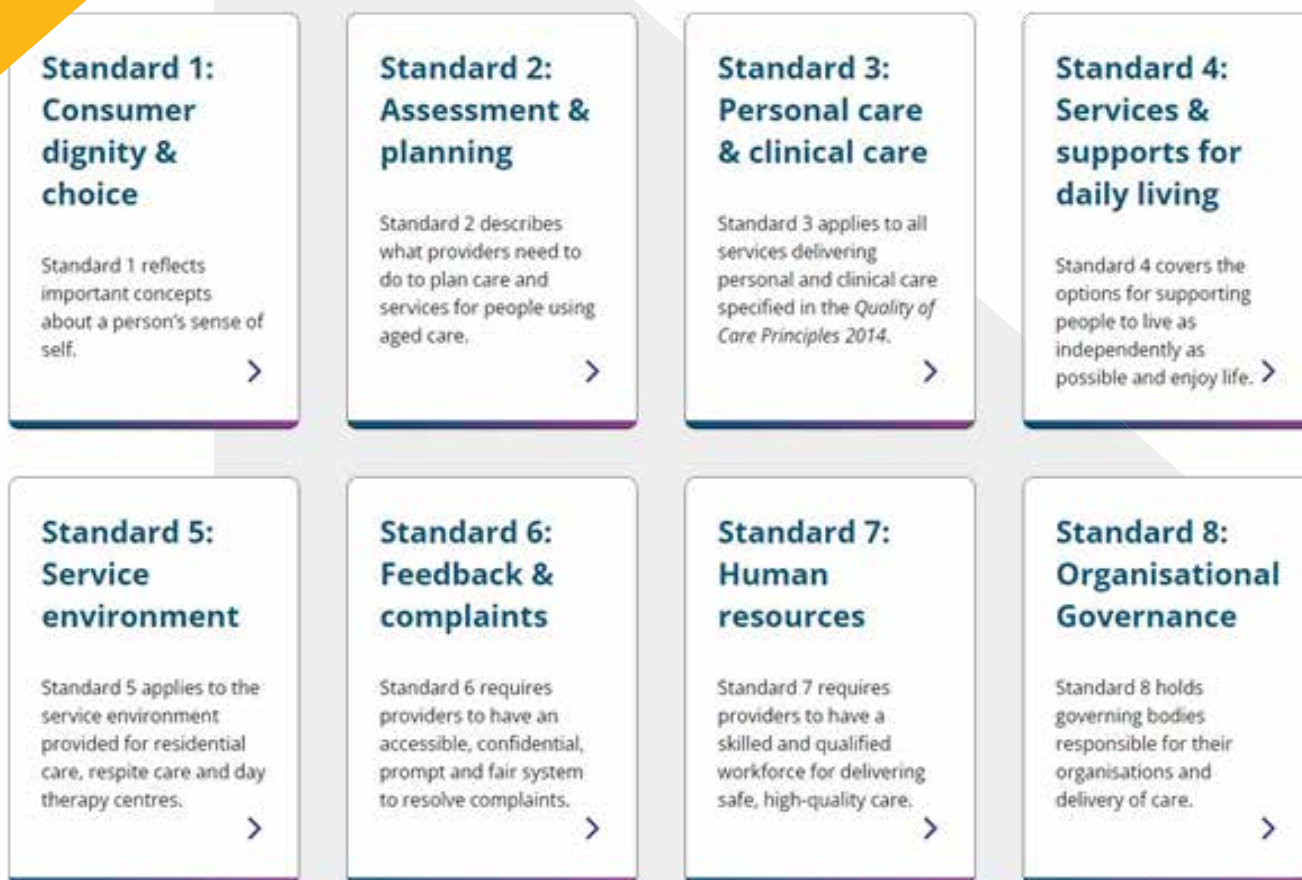 Standard 1:
Consumer
dignity &
choice
Standard 1 reflects
important concepts
about a person's sense of
self.
Standard 2:
Assessment &
planning
Standard 2 describes
what providers need to
do to plan care and
services for people using
aged care.
Standard 3:
Personal care
& clinical care
Standard 3 applies to all
services delivering
personal and clinical care
specified in the Quality of
Care Principles 2014.
Standard 4:
Services &
supports for
daily living
Standard 4 covers the
options for supporting
people to live as
independently as
possible and enjoy life.
Standard 5:
Service
environment
Standard 5 applies to the
service environment
provided for residential
care, respite care and day
therapy centres.
Standard 6:
Feedback &
complaints
Standard 6 requires
providers to have an
accessible, confidential,
prompt and fair system
to resolve complaints.
Standard 7:
Human
resources
Standard 7 requires
providers to have a
skilled and qualified
workforce for delivering
safe, high-quality care.
Standard 8:
Organisational
Governance
Standard 8 holds
governing bodies
responsible for their
organisations and
delivery of care.